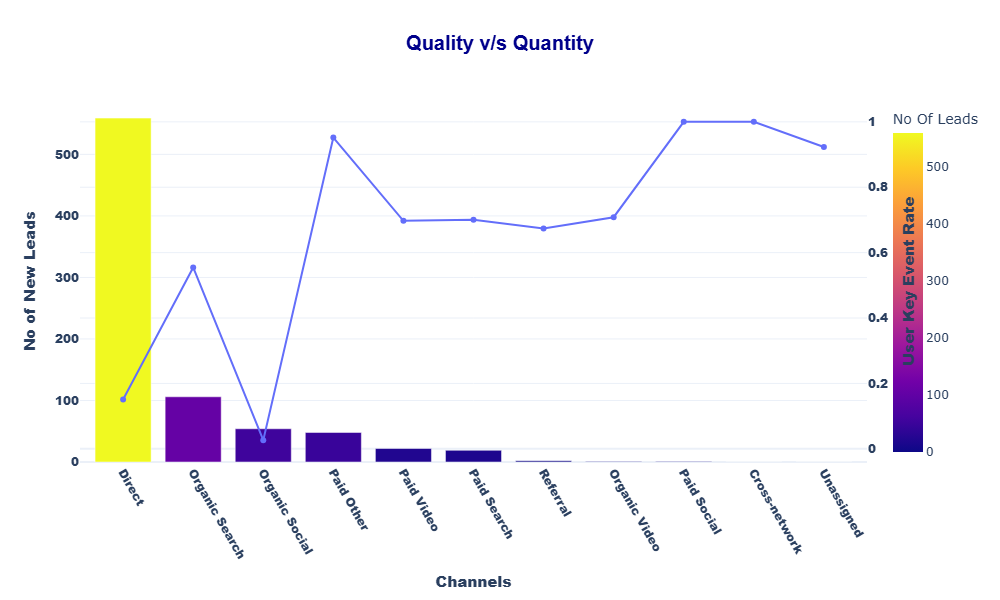 Quality v/s Quantity
No of New Leads
500
400
300
200
100
0
1
0.8
0.6
0.4
0.2
0
User Key Event Rate
No Of Leads
500
400
300
200
100
0
Direct
Organic Search
Organic Social
Paid Other
Paid Video
Paid Search
Referral
Organic Video
Paid Social
Cross-network
Unassigned
Channels